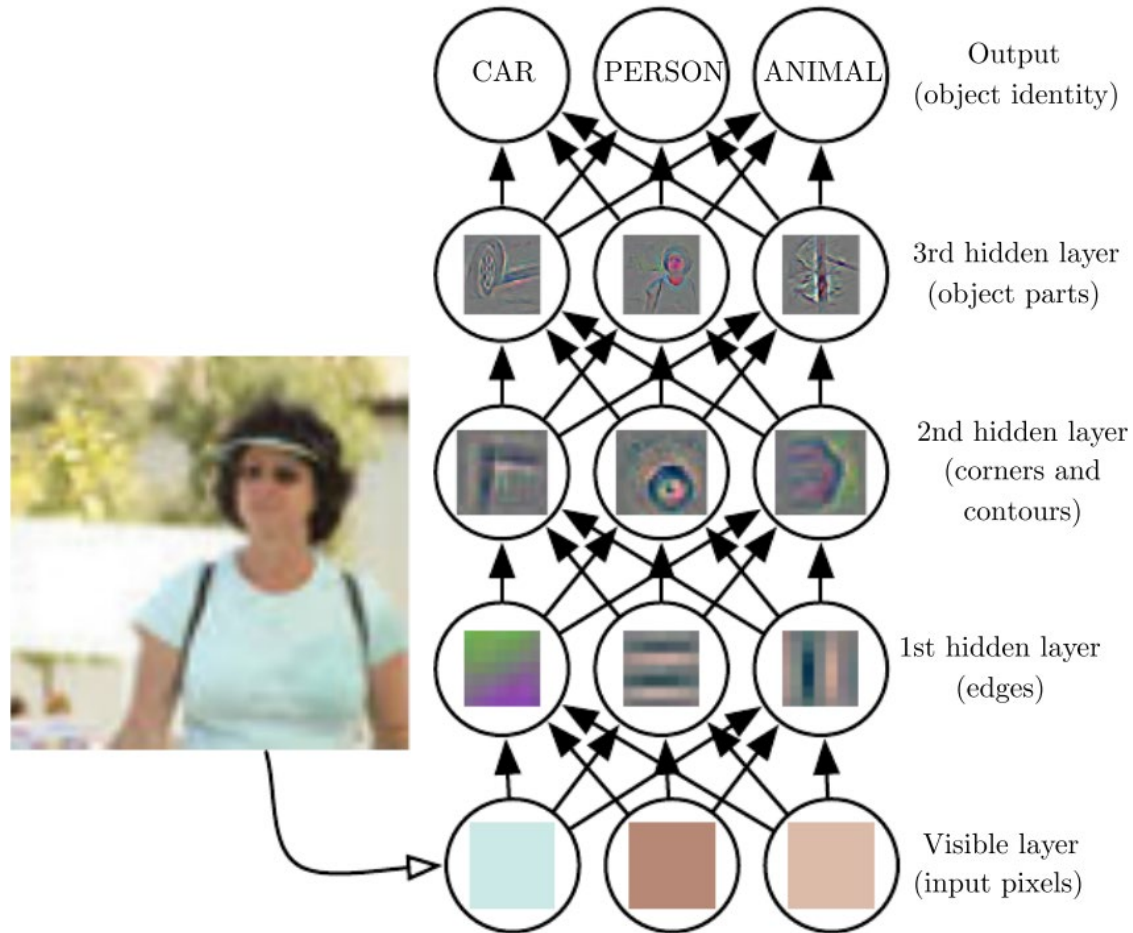 CAR PERSON ANIMAL
Output
(object identity)
3rd hidden layer
(object parts)
2nd hidden layer
(corners and
contours)
1st hidden layer
(edges)
Visible layer
(input pixels)